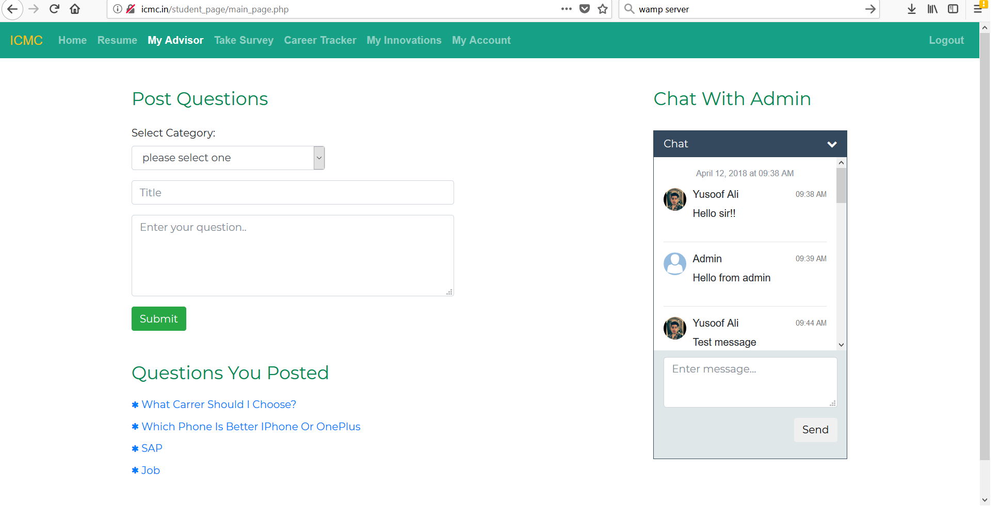 icmc.in/student_page/main_page.php
wamp server
ICMC Home Resume My Advisor Take Survey Career Tracker My Innovations My Account Logout
Post Questions
Select Category:
please select one
Title
Enter your question..
Submit
Questions You Posted
✱ What Carrer Should I Choose?
✱ Which Phone Is Better IPhone Or OnePlus
✱ SAP
✱ Job
Chat With Admin
Chat
April 12, 2018 at 09:38 AM
Yusoof Ali 09:38 AM
Hello sir!!
Admin 09:39 AM
Hello from admin
Yusoof Ali 09:44 AM
Test message
Enter message...
Send